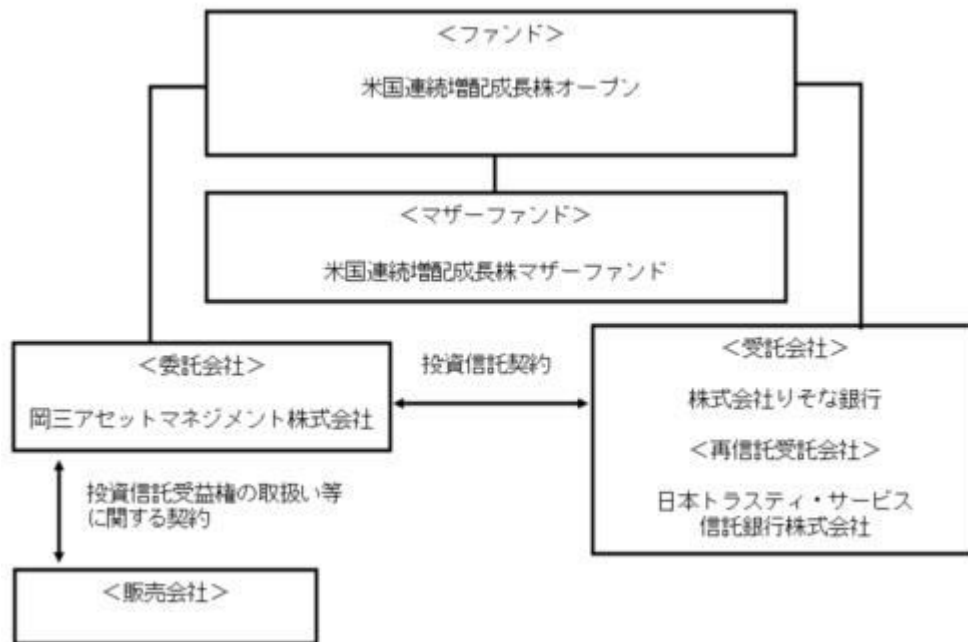 ＜ファンド＞
米国連続増配成長株オープン
＜マザーファンド＞
米国連続増配成長株マザーファンド
＜委託会社＞
岡三アセットマネジメント株式会社
投資信託契約
＜受託会社＞
株式会社りそな銀行
＜再信託受託会社＞
日本トラスティ・サービス
信託銀行株式会社
投資信託受益権の取扱い等
に関する契約
＜販売会社＞